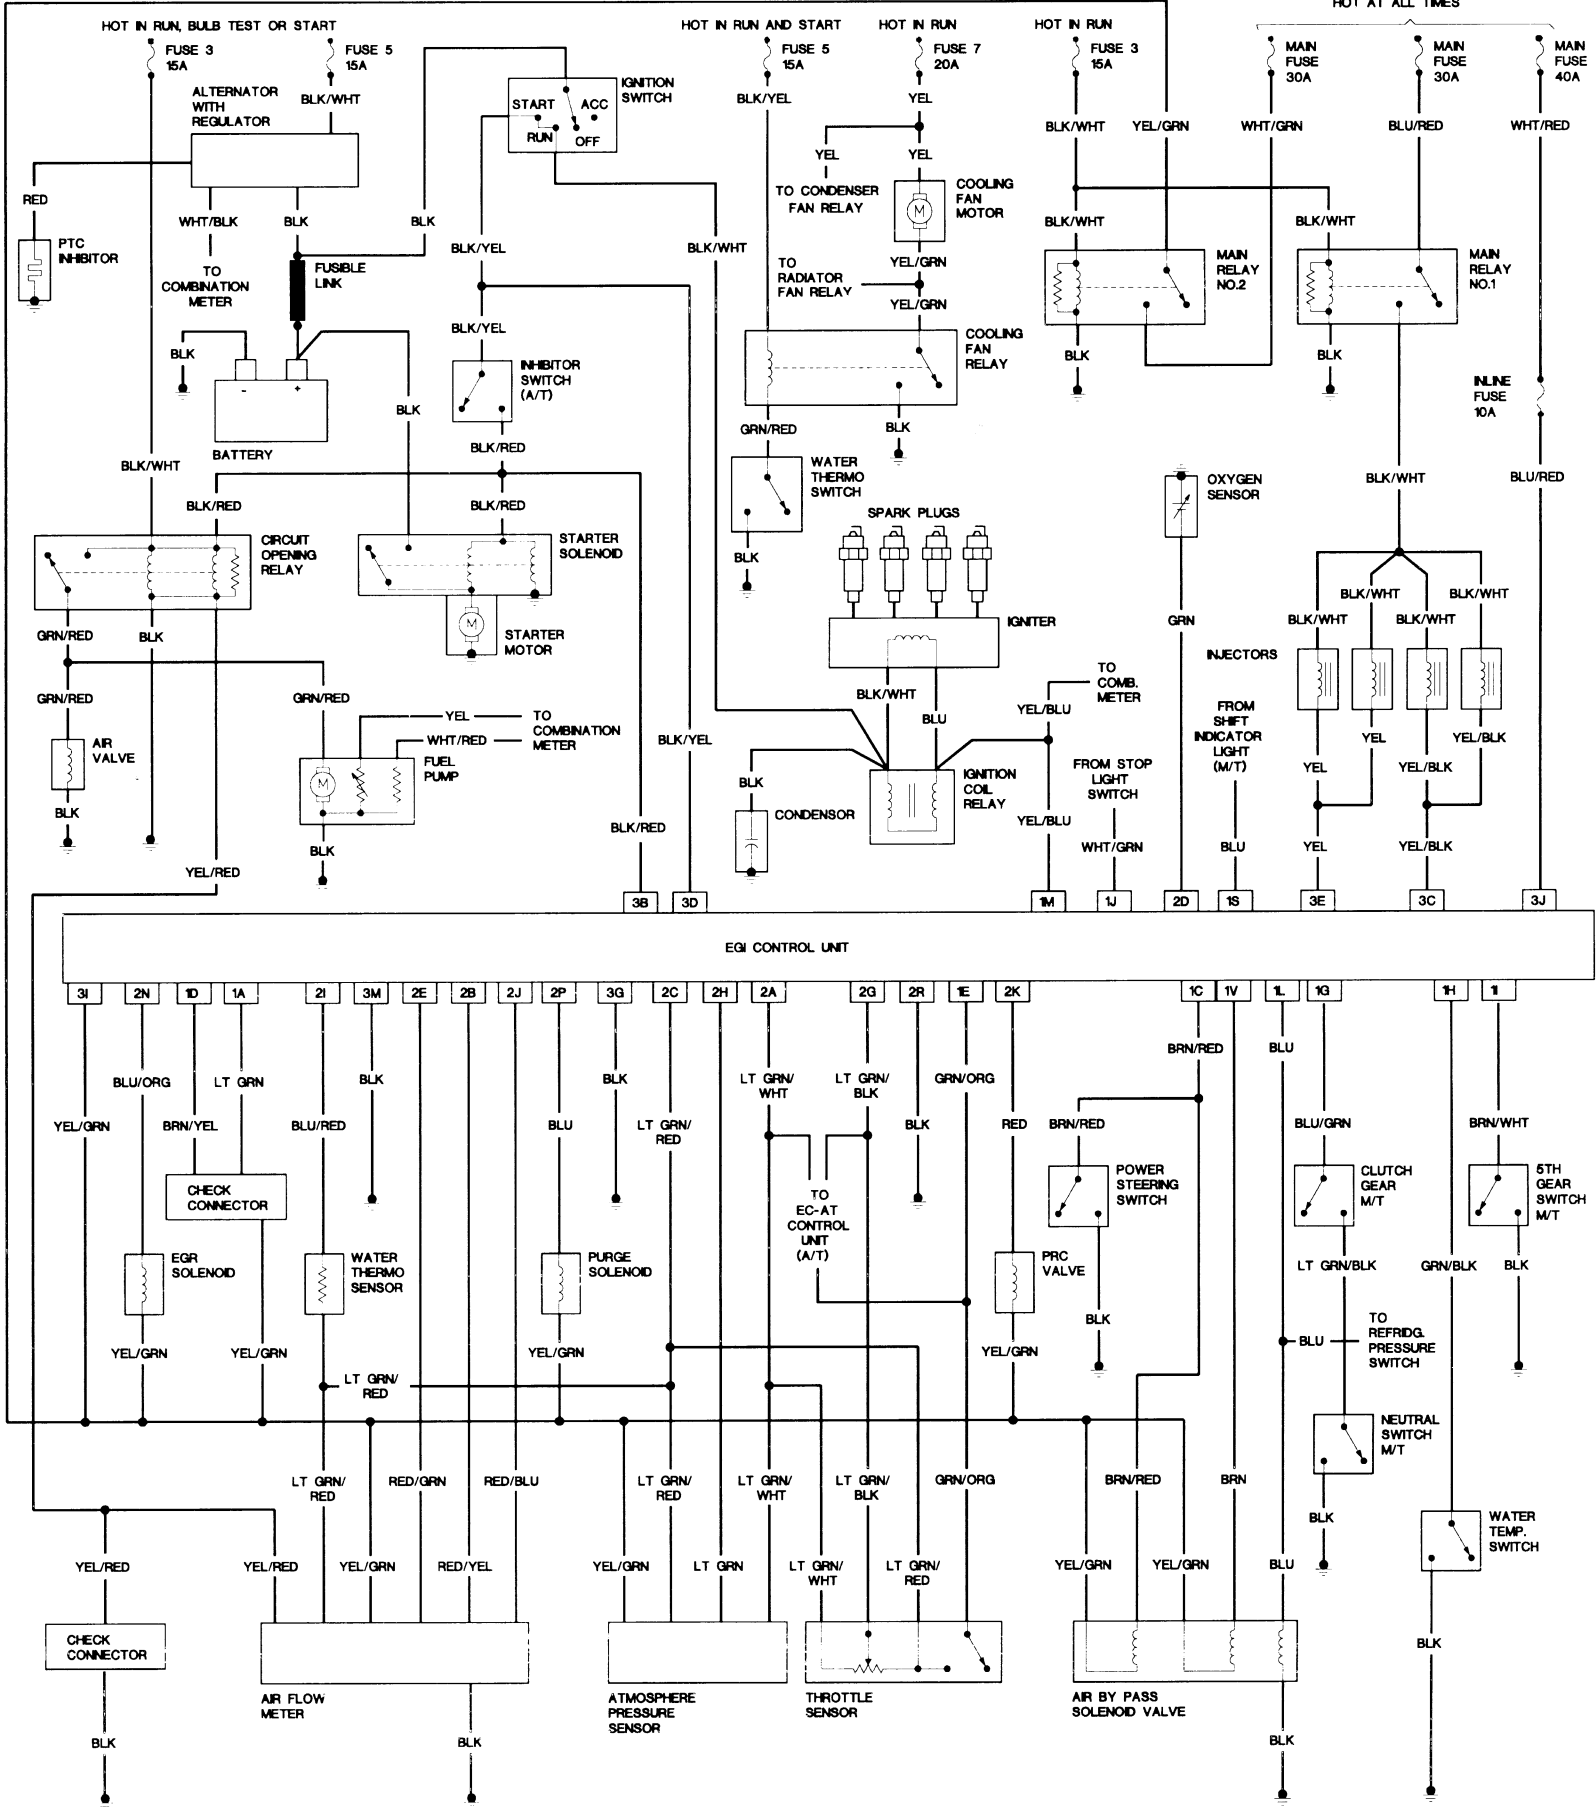 HOT AT ALL TIMES
HOT IN RUN, BULB TEST OR START
HOT IN RUN AND START
HOT IN RUN
HOT IN RUN
FUSE 3
15A
FUSE 5
15A
FUSE 5
15A
FUSE 7
20A
FUSE 3
15A
MAIN
FUSE
30A
MAIN
FUSE
30A
MAIN
FUSE
40A
ALTERNATOR
WITH
REGULATOR
BLK/WHT
START
ACC
RUN
OFF
IGNITION
SWITCH
BLK/YEL
YEL
BLK/WHT
YEL/GRN
WHT/GRN
BLU/RED
WHT/RED
YEL
YEL
TO CONDENSER
FAN RELAY
M
COOLING
FAN
MOTOR
RED
PTC
INHIBITOR
WHT/BLK
BLK
BLK
TO
COMBINATION
METER
FUSIBLE
LINK
BLK/YEL
BLK/WHT
YEL/GRN
TO
RADIATOR
FAN RELAY
YEL/GRN
BLK/WHT
BLK/WHT
MAIN
RELAY
NO.2
MAIN
RELAY
NO.1
BLK
BLK/YEL
COOLING
FAN
RELAY
BLK
BLK
INHIBITOR
SWITCH
(A/T)
-
+
BATTERY
BLK
INLINE
FUSE
10A
GRN/RED
BLK
BLK/RED
BLK/WHT
BLK/RED
BLK/RED
WATER
THERMO
SWITCH
OXYGEN
SENSOR
BLK/WHT
BLU/RED
SPARK PLUGS
CIRCUIT
OPENING
RELAY
STARTER
SOLENOID
BLK
GRN/RED
BLK
M
STARTER
MOTOR
IGNITER
GRN
BLK/WHT
BLK/WHT
BLK/WHT
BLK/WHT
INJECTORS
GRN/RED
GRN/RED
BLK/WHT
BLU
TO
COMB.
METER
YEL/BLU
FROM
SHIFT
INDICATOR
LIGHT
(M/T)
YEL
WHT/RED
TO
COMBINATION
METER
BLK/YEL
YEL
YEL/BLK
AIR
VALVE
M
FUEL
PUMP
BLK
IGNITION
COIL
RELAY
FROM STOP
LIGHT
SWITCH
YEL
YEL/BLK
BLK
CONDENSOR
YEL/BLU
BLK/RED
BLK
YEL/RED
WHT/GRN
BLU
YEL
YEL/BLK
3B
3D
1M
1J
2D
1S
3E
3C
3J
EGI CONTROL UNIT
3I
2N
1D
1A
2I
3M
2E
2B
2J
2P
3G
2C
2H
2A
2G
2R
1E
2K
1C
1V
1L
1G
1H
1I
BRN/RED
BLU
BLU/ORG
LT GRN
BLK
BLK
LT GRN/
WHT
LT GRN/
BLK
GRN/ORG
YEL/GRN
BRN/YEL
BLU/RED
BLU
LT GRN/
RED
BLK
RED
BRN/RED
BLU/GRN
BRN/WHT
CHECK
CONNECTOR
TO
EC-AT
CONTROL
UNIT
(A/T)
POWER
STEERING
SWITCH
CLUTCH
GEAR
M/T
5TH
GEAR
SWITCH
M/T
EGR
SOLENOID
WATER
THERMO
SENSOR
PURGE
SOLENOID
PRC
VALVE
LT GRN/BLK
GRN/BLK
BLK
BLK
YEL/GRN
YEL/GRN
YEL/GRN
YEL/GRN
BLU
TO
REFRIDG.
PRESSURE
SWITCH
LT GRN/
RED
NEUTRAL
SWITCH
M/T
LT GRN/
RED
RED/GRN
RED/BLU
LT GRN/
RED
LT GRN/
WHT
LT GRN/
BLK
GRN/ORG
BRN/RED
BRN
BLK
WATER
TEMP.
SWITCH
YEL/RED
YEL/RED
YEL/GRN
RED/YEL
YEL/GRN
LT GRN
LT GRN/
WHT
LT GRN/
RED
YEL/GRN
YEL/GRN
BLU
CHECK
CONNECTOR
BLK
AIR FLOW
METER
ATMOSPHERE
PRESSURE
SENSOR
THROTTLE
SENSOR
AIR BY PASS
SOLENOID VALVE
BLK
BLK
BLK